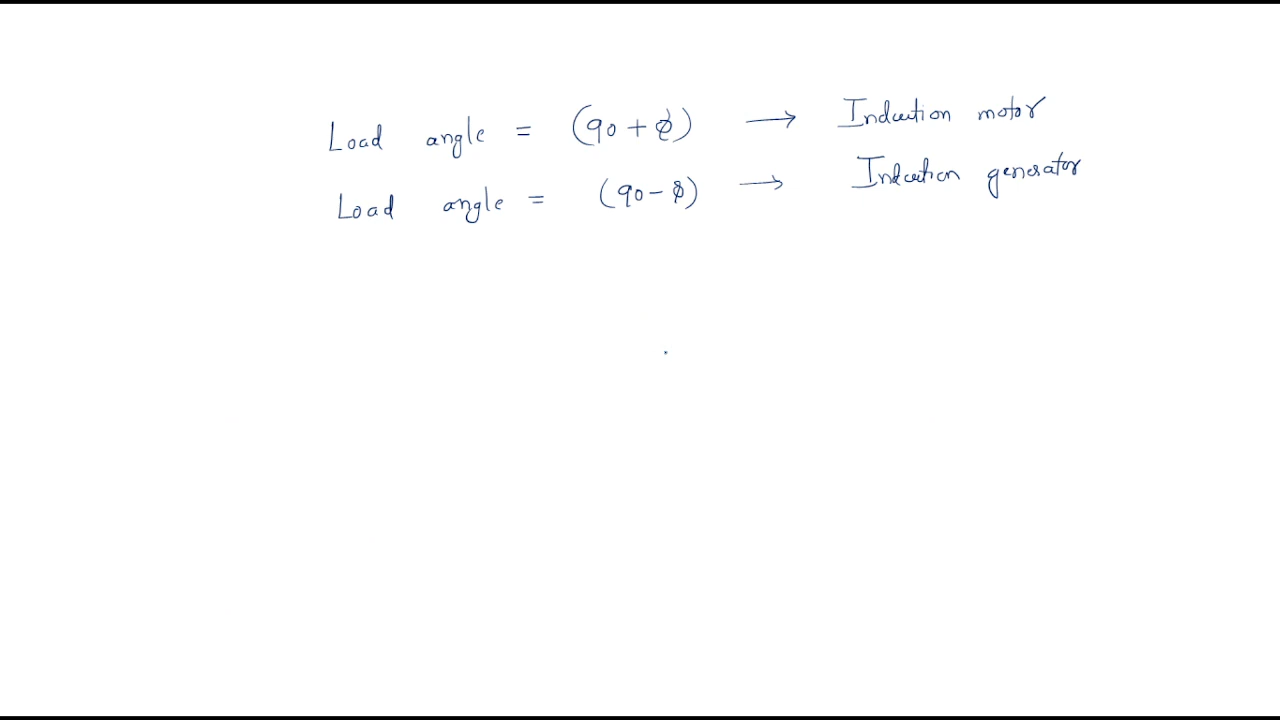 Load angle = (90 + φ) → Induction motor
Load angle = (90 - φ) → Induction generator